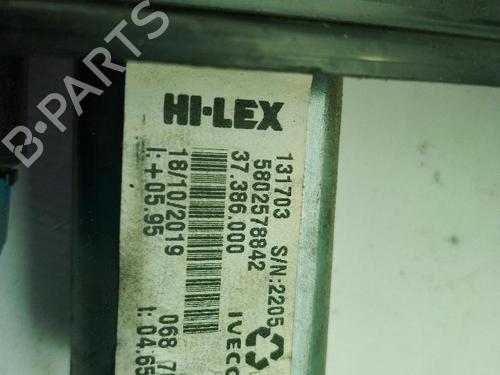 HI-LEX
131703 S/N:2205
5802578842
37.386.000
IVECO
18/10/2019 068
I:+05.95 I: 04.65
B-PARTS